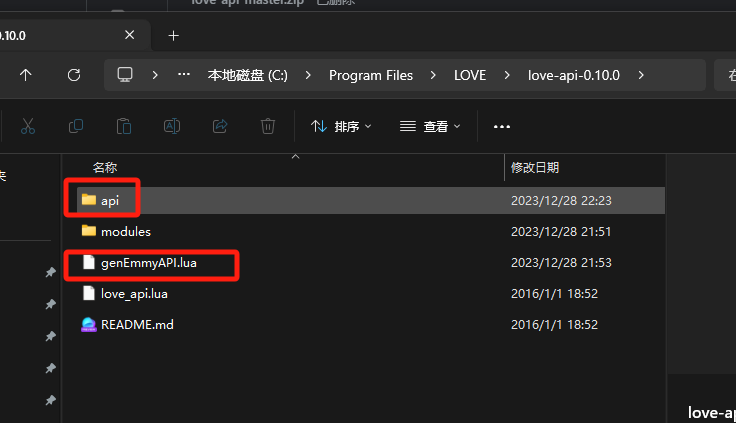 love-api-master.zip 已删除
0.10.0
本地磁盘 (C:) Program Files LOVE love-api-0.10.0 在
排序 查看
名称 修改日期
夹
api 2023/12/28 22:23
modules 2023/12/28 21:51
genEmmyAPI.lua 2023/12/28 21:53
love_api.lua 2016/1/1 18:52
README.md 2016/1/1 18:52
love-ap